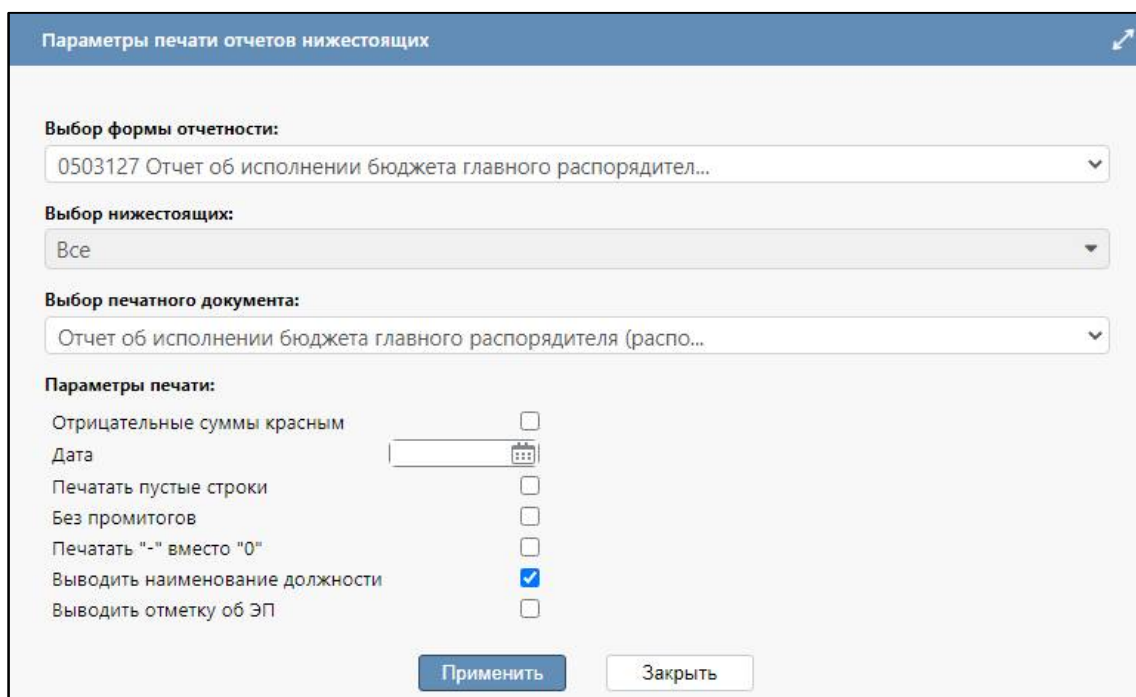 Параметры печати отчетов нижестоящих
Выбор формы отчетности:
0503127 Отчет об исполнении бюджета главного распорядител...
Выбор нижестоящих:
Все
Выбор печатного документа:
Отчет об исполнении бюджета главного распорядителя (распо...
Параметры печати:
Отрицательные суммы красным
Дата
Печатать пустые строки
Без промитогов
Печатать "-" вместо "0"
Выводить наименование должности
Выводить отметку об ЭП
Применить Закрыть